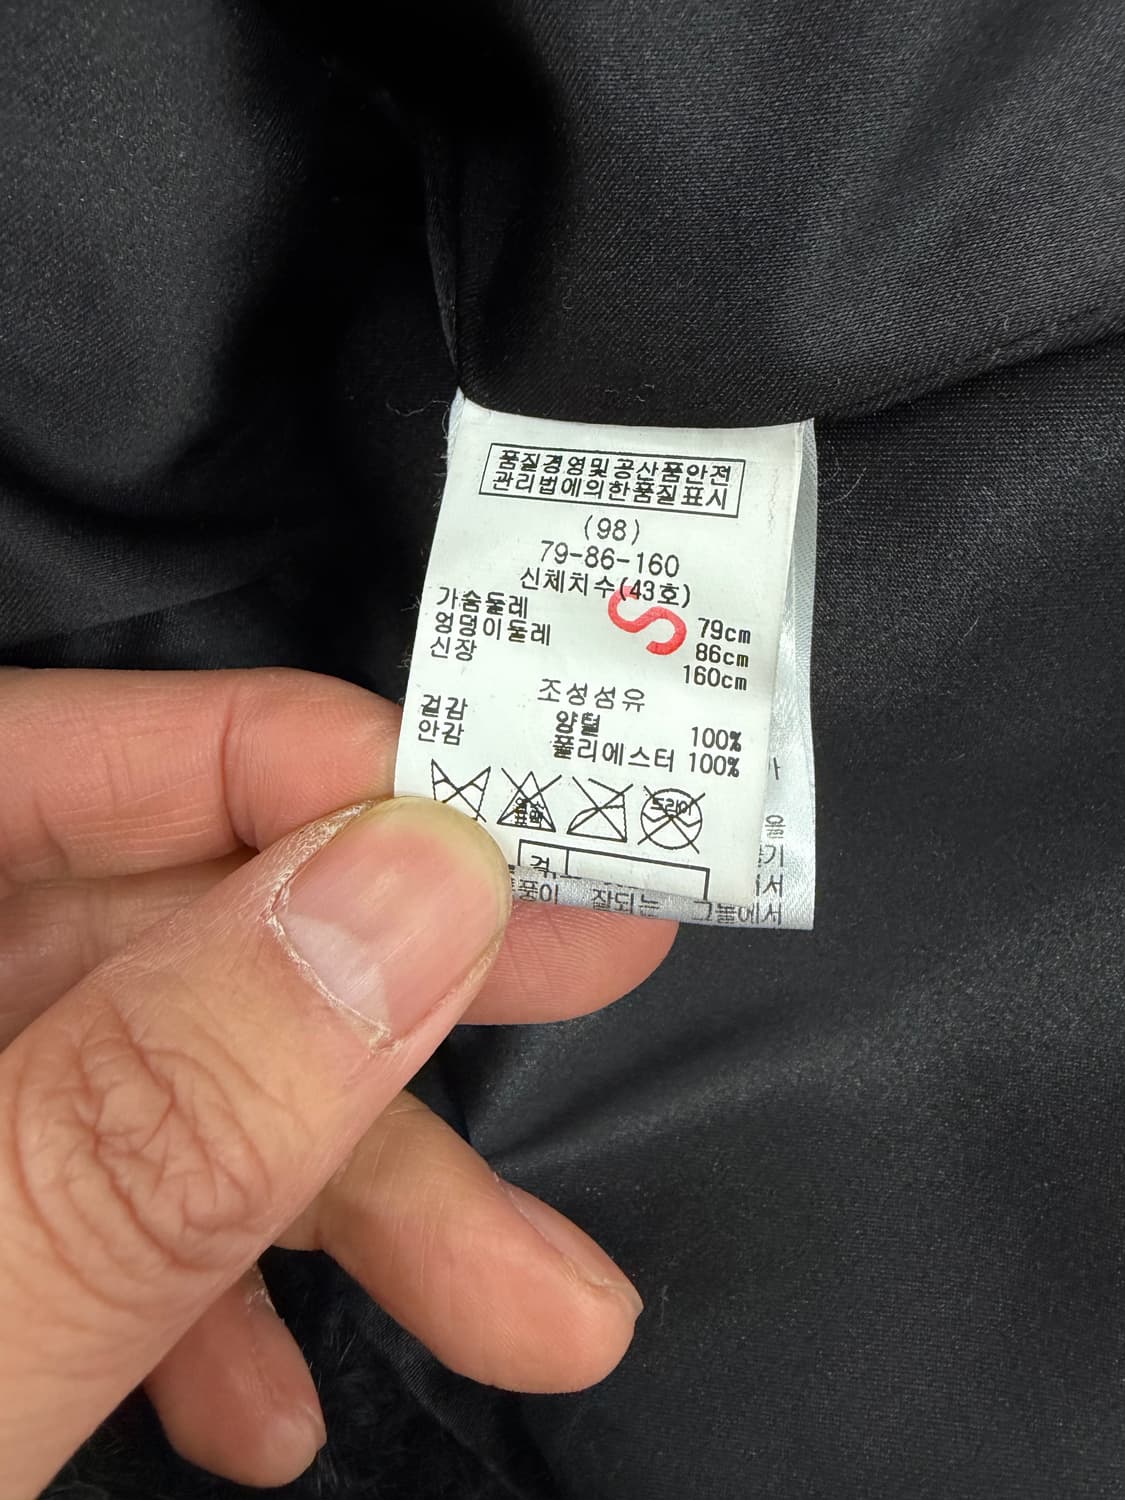 품질경영및공산품안전
관리법에의한품질표시
(98)
79-86-160
신체치수(43호)
S
가슴둘레 79cm
엉덩이둘레 86cm
신장 160cm
조성섬유
겉감 양털 100%
안감 폴리에스터 100%
드라이
을
서
잘되는 그늘에서